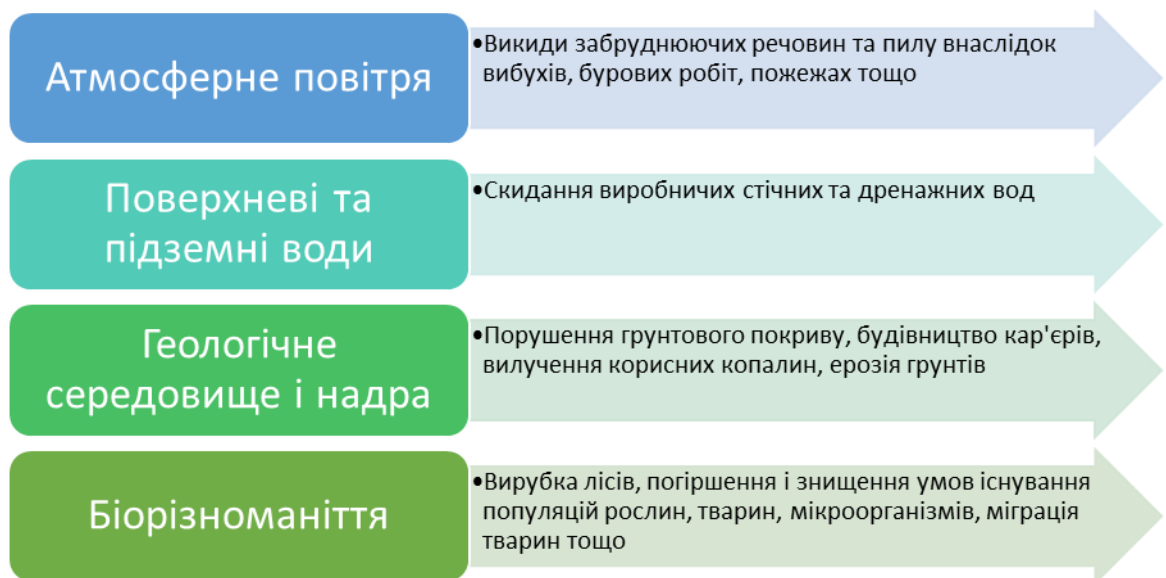 Атмосферне повітря
•Викиди забруднюючих речовин та пилу внаслідок
вибухів, бурових робіт, пожежах тощо
Поверхневі та
підземні води
•Скидання виробничих стічних та дренажних вод
Геологічне
середовище і надра
•Порушення грунтового покриву, будівництво кар'єрів,
вилучення корисних копалин, ерозія грунтів
Біорізноманіття
•Вирубка лісів, погіршення і знищення умов існування
популяцій рослин, тварин, мікроорганізмів, міграція
тварин тощо